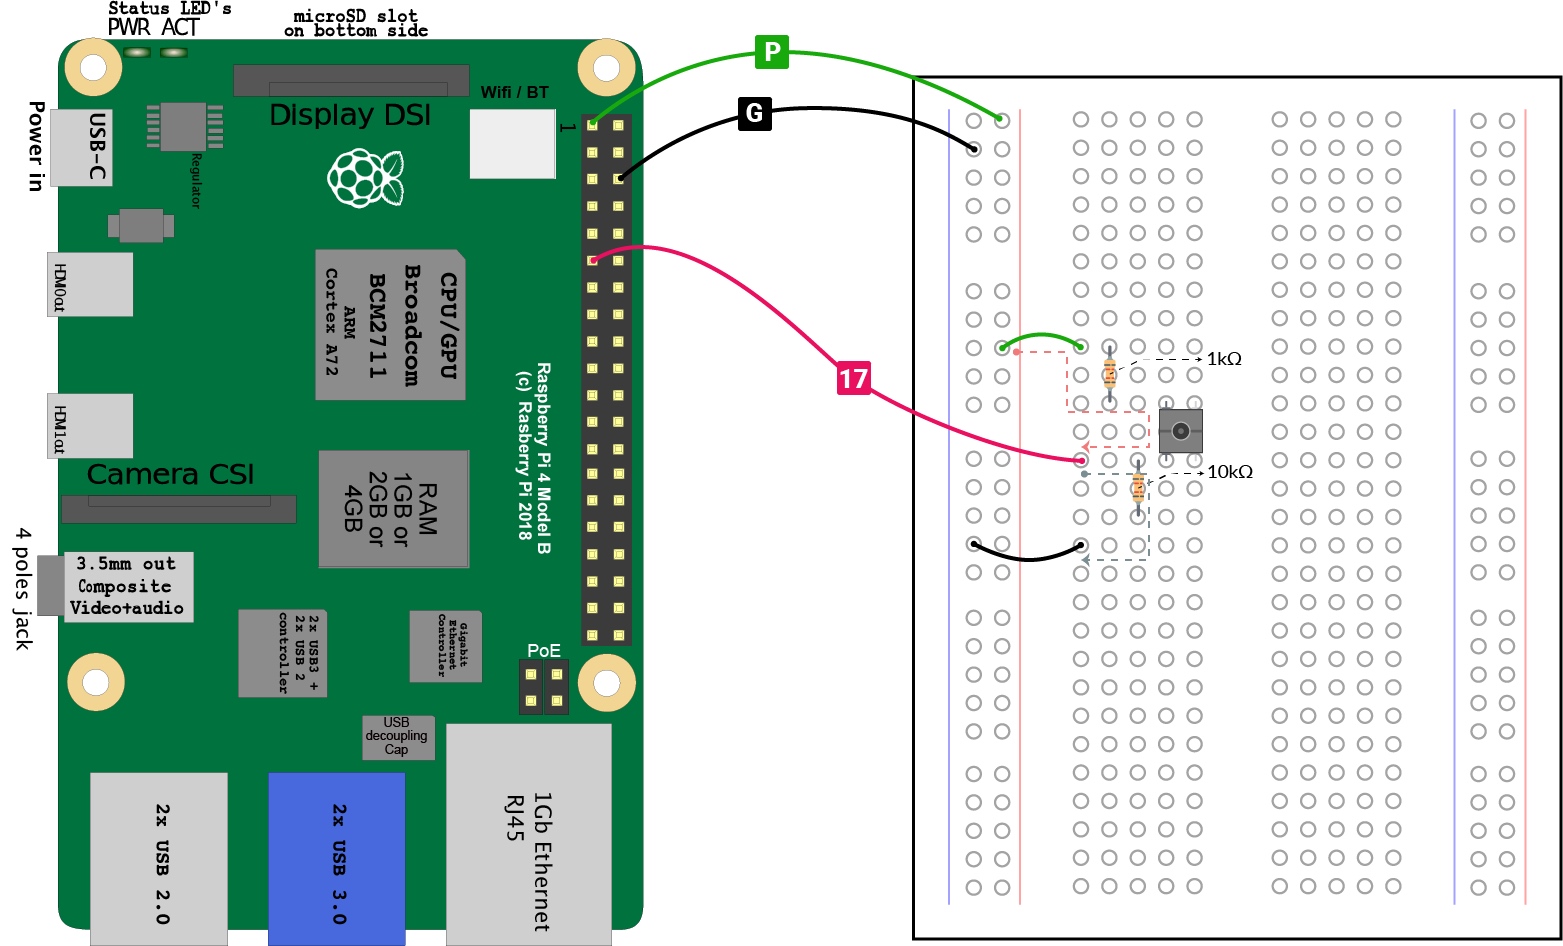 Status LED's
PWR ACT
microSD slot
on bottom side
Power in
USB-C
Regulator
Display DSI
Wifi / BT
1
P
G
17
HDMI0at
HDMI1at
CPU/GPU
Broadcom
BCM2711
ARM
Cortex A72
RAM
1GB or
2GB or
4GB
Raspberry Pi 4 Model B
(c) Rasberry Pi 2018
Camera CSI
4 poles jack
3.5mm out
Composite
Video+audio
2x USB3 +
2x USB 2
controller
Gigabit
Ethernet
Controller
PoE
USB
decoupling
Cap
2x USB 2.0
2x USB 3.0
1Gb Ethernet
RJ45
1kΩ
10kΩ